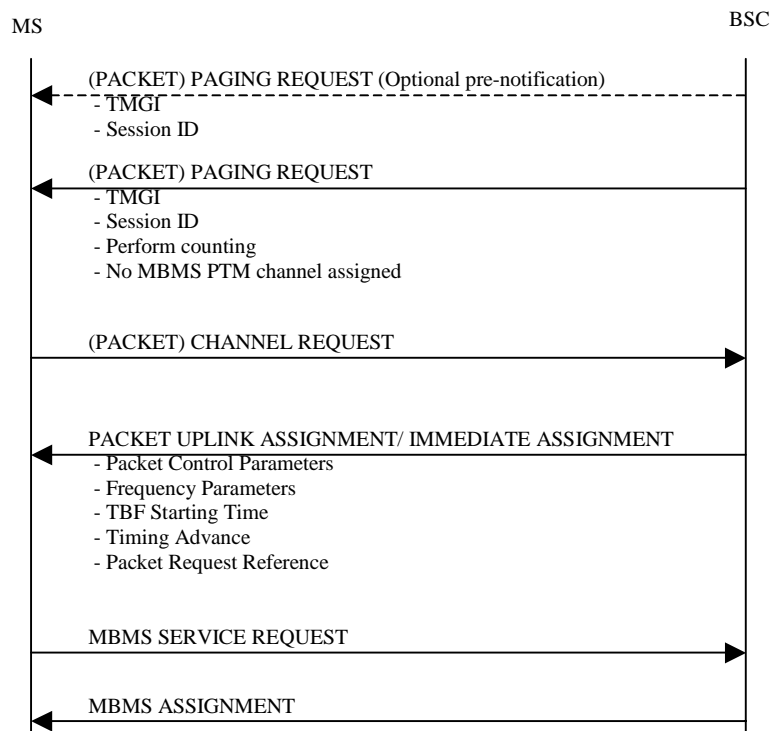 MS
BSC
(PACKET) PAGING REQUEST (Optional pre-notification)
- TMGI
- Session ID
(PACKET) PAGING REQUEST
- TMGI
- Session ID
- Perform counting
- No MBMS PTM channel assigned
(PACKET) CHANNEL REQUEST
PACKET UPLINK ASSIGNMENT/ IMMEDIATE ASSIGNMENT
- Packet Control Parameters
- Frequency Parameters
- TBF Starting Time
- Timing Advance
- Packet Request Reference
MBMS SERVICE REQUEST
MBMS ASSIGNMENT